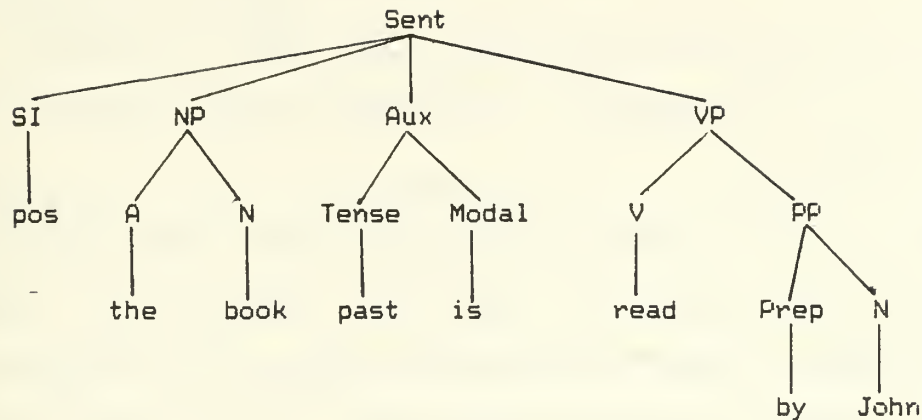 Sent
SI NP Aux VP
pos A N Tense Modal V PP
the book past is read Prep N
by John